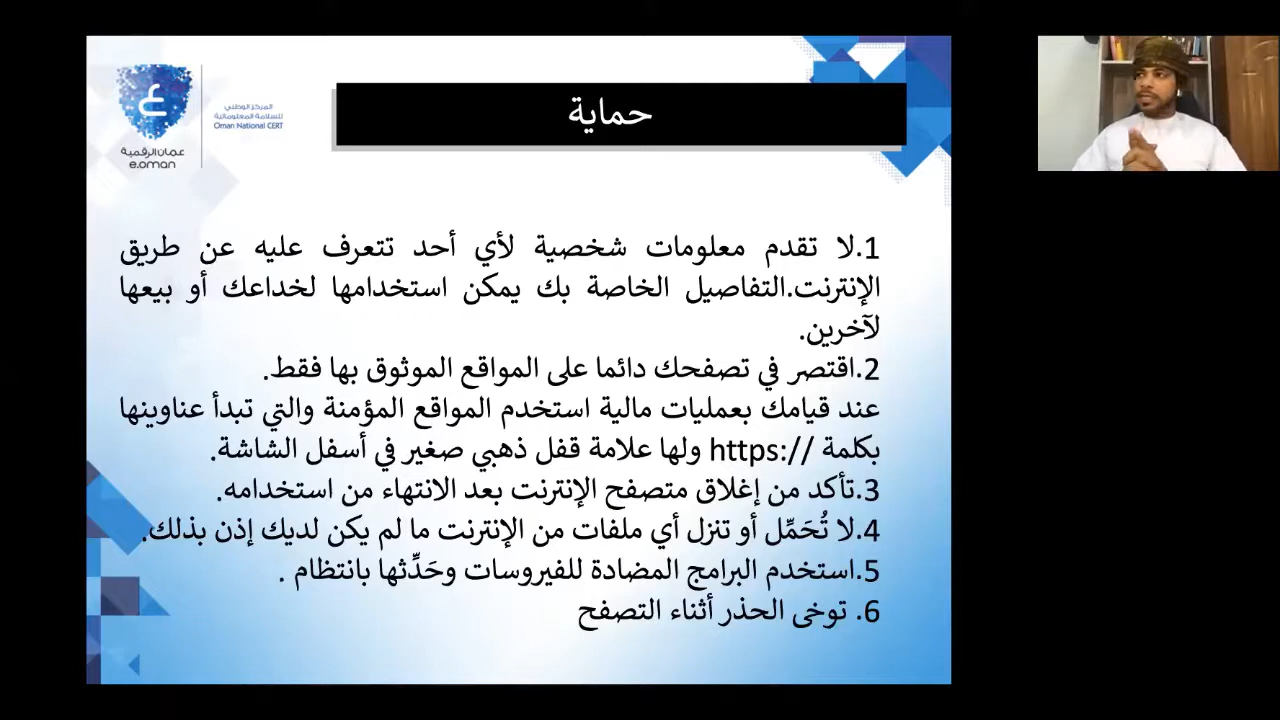 المركز الوطني
للسلامة المعلوماتية
Oman National CERT
عمان الرقمية
e.oman
حماية
1.لا تقدم معلومات شخصية لأي أحد تتعرف عليه عن طريق
الإنترنت.التفاصيل الخاصة بك يمكن استخدامها لخداعك أو بيعها
لآخرين.
2.اقتصر في تصفحك دائما على المواقع الموثوق بها فقط.
عند قيامك بعمليات مالية استخدم المواقع المؤمنة والتي تبدأ عناوينها
بكلمة https:// ولها علامة قفل ذهبي صغير في أسفل الشاشة.
3.تأكد من إغلاق متصفح الإنترنت بعد الانتهاء من استخدامه.
4.لا تُحَمِّل أو تنزل أي ملفات من الإنترنت ما لم يكن لديك إذن بذلك.
5.استخدم البرامج المضادة للفيروسات وحَدِّثها بانتظام .
6. توخى الحذر أثناء التصفح